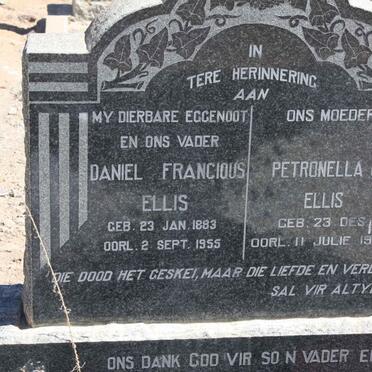 IN
TERE HERINNERING
AAN
MY DIERBARE EGGENOOT
EN ONS VADER
DANIEL FRANCIOUS
ELLIS
GEB. 23 JAN. 1883
OORL. 2 SEPT. 1955
ONS MOEDER
PETRONELLA
ELLIS
GEB. 23 DES
OORL. 11 JULIE
DIE DOOD HET GESKEI, MAAR DIE LIEFDE EN
SAL VIR ALTY
ONS DANK GOD VIR SO N VADER